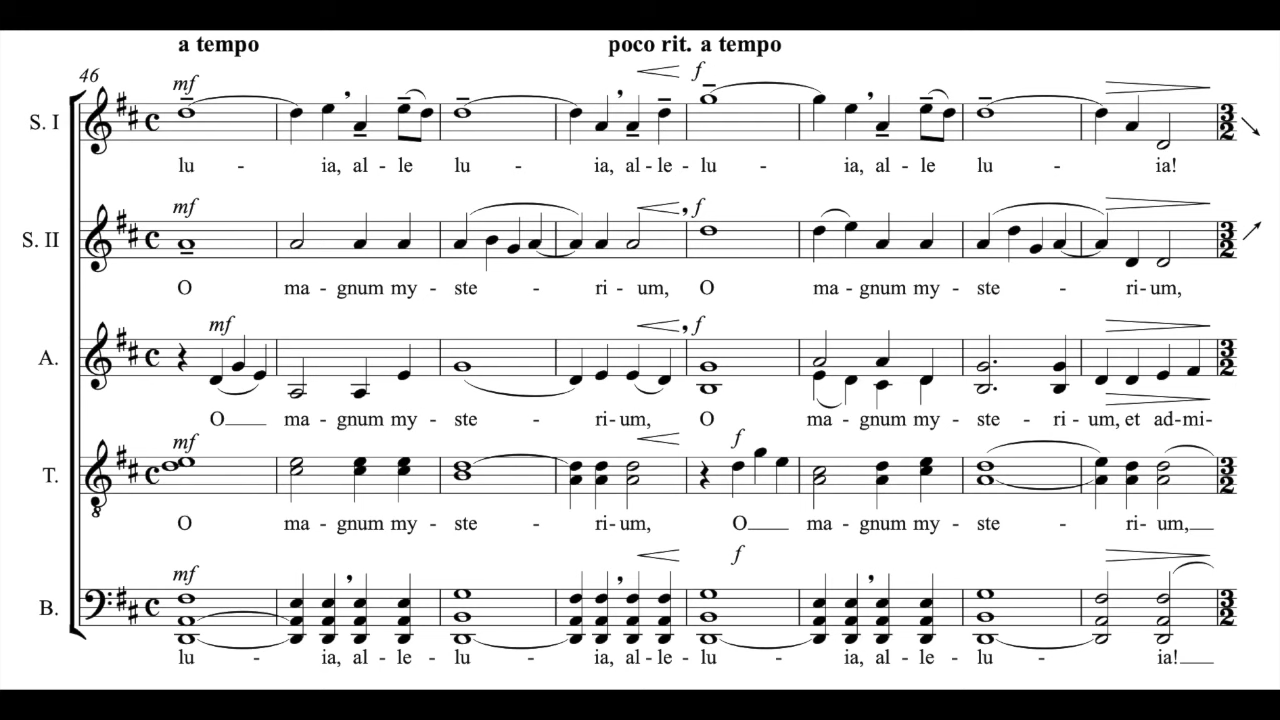 a tempo poco rit. a tempo
46
mf f
S. I
lu - ia, al - le lu - ia, al - le - lu - ia, al - le lu - ia!
mf f
S. II
O ma - gnum my - ste - ri - um, O ma - gnum my - ste - ri - um,
mf f
A.
O ma - gnum my - ste - ri - um, O ma - gnum my - ste - ri - um, et ad - mi -
mf f
T.
O ma - gnum my - ste - ri - um, O ma - gnum my - ste - ri - um,
mf f
B.
lu - ia, al - le - lu - ia, al - le - lu - ia, al - le - lu - ia!